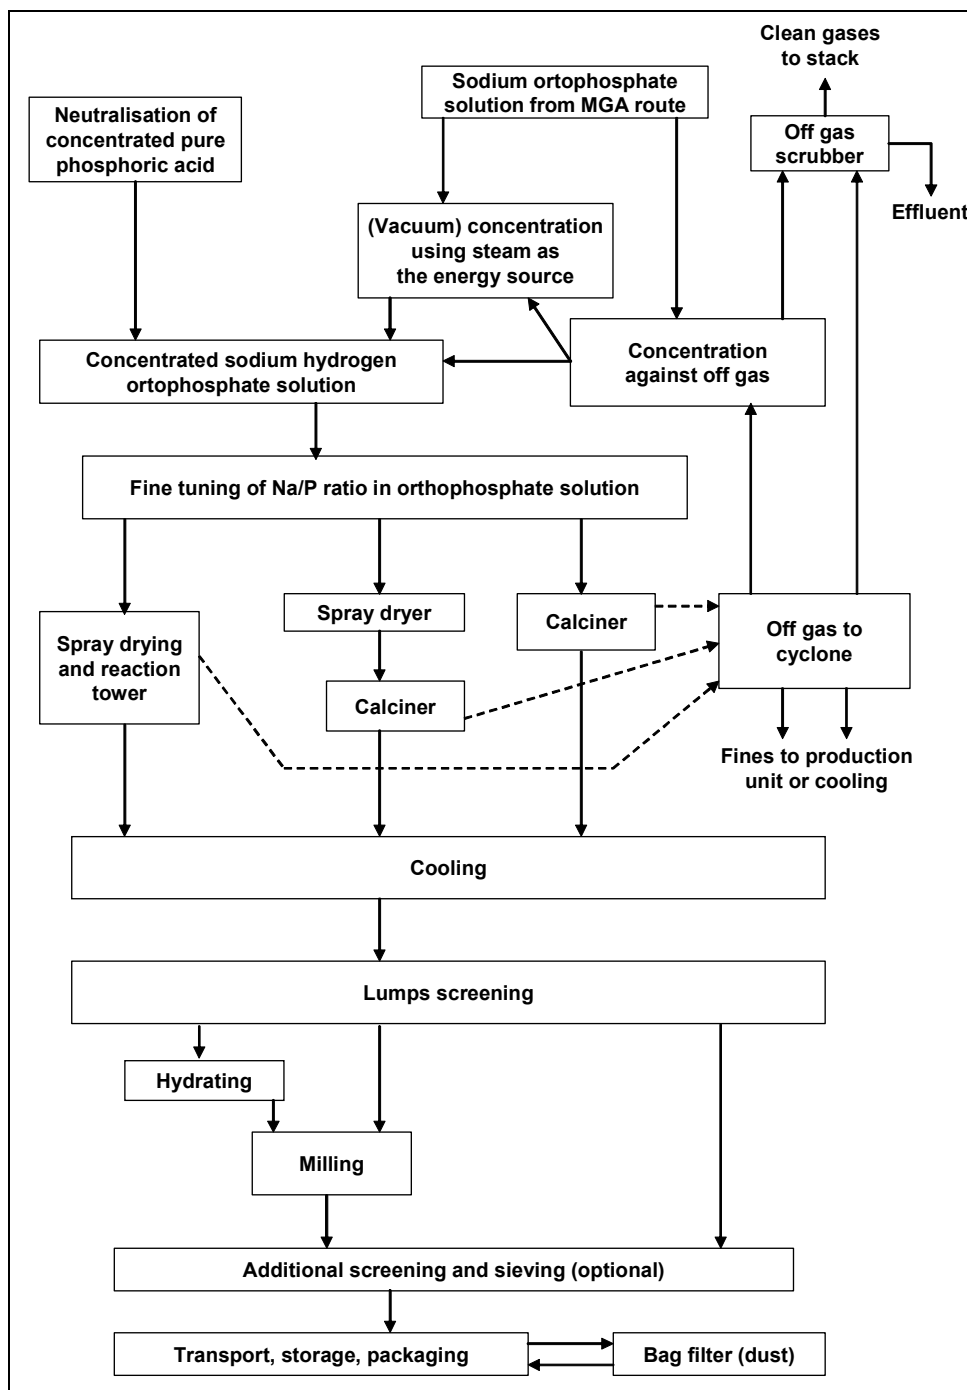 Clean gases
to stack
Sodium ortophosphate
solution from MGA route
Neutralisation of
concentrated pure
phosphoric acid
Off gas
scrubber
Effluent
(Vacuum) concentration
using steam as
the energy source
Concentrated sodium hydrogen
ortophosphate solution
Concentration
against off gas
Fine tuning of Na/P ratio in orthophosphate solution
Spray drying
and reaction
tower
Spray dryer
Calciner
Calciner
Off gas to
cyclone
Fines to production
unit or cooling
Cooling
Lumps screening
Hydrating
Milling
Additional screening and sieving (optional)
Transport, storage, packaging
Bag filter (dust)